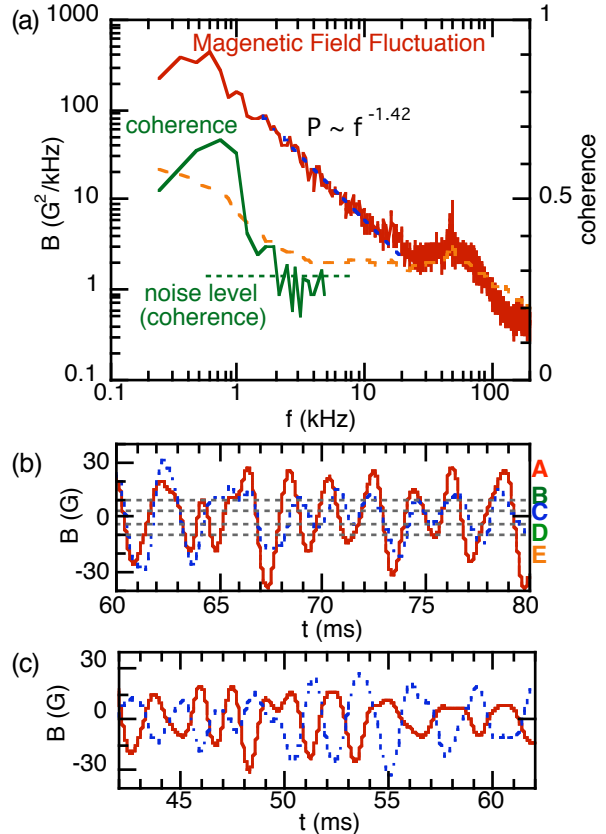 (a)
1000
100
10
1
0.1
B (G²/kHz)
1
0.5
0
coherence
Magenetic Field Fluctuation
coherence
P ~ f ^-1.42
noise level
(coherence)
0.1
1
10
100
f (kHz)
(b)
30
0
-30
B (G)
A
B
C
D
E
60
65
70
75
80
t (ms)
(c)
30
0
-30
B (G)
45
50
55
60
t (ms)